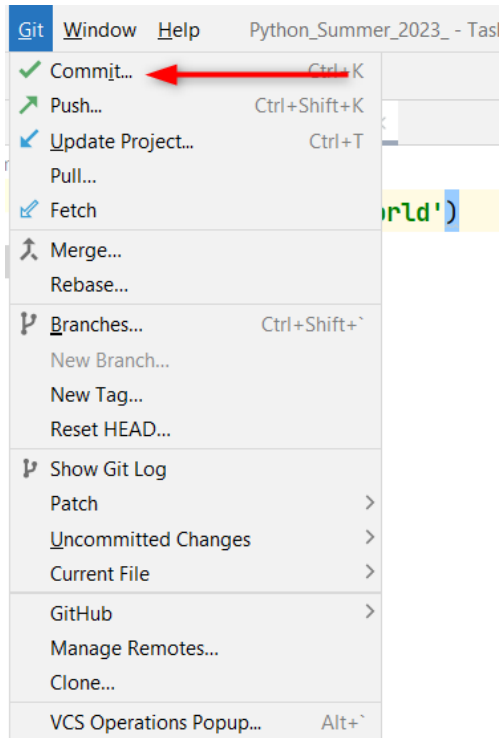 Git Window Help Python_Summer_2023_ - Tas
Commit... Ctrl+K
Push... Ctrl+Shift+K
Update Project... Ctrl+T
Pull...
Fetch
orld')
Merge...
Rebase...
Branches... Ctrl+Shift+`
New Branch...
New Tag...
Reset HEAD...
Show Git Log
Patch
Uncommitted Changes
Current File
GitHub
Manage Remotes...
Clone...
VCS Operations Popup... Alt+`